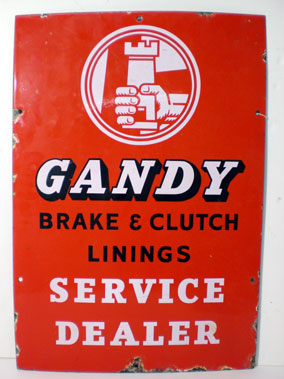 GANDY
BRAKE & CLUTCH
LININGS
SERVICE
DEALER